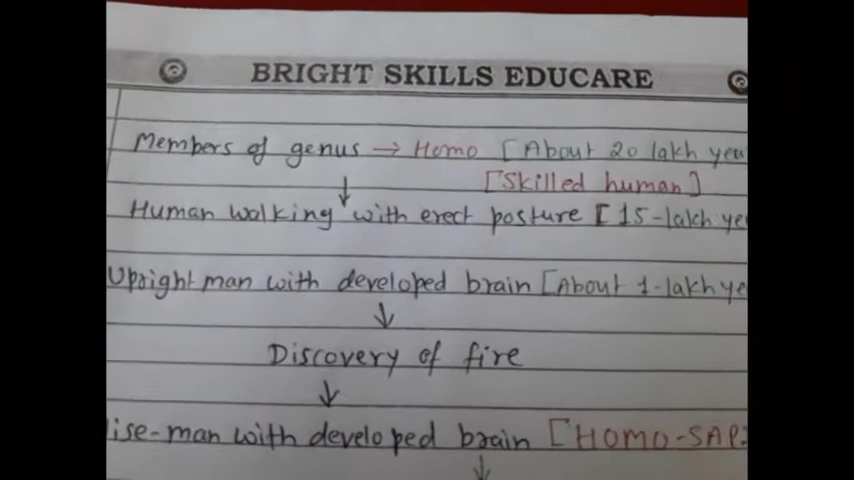 BRIGHT SKILLS EDUCARE
Members of genus → Homo [About 20 lakh yea
[Skilled human]
↓
Human walking with erect posture [15-lakh ye
Upright man with developed brain [About 1-lakh ye
↓
Discovery of fire
↓
ise-man with developed brain [HOMO-SAP
↓